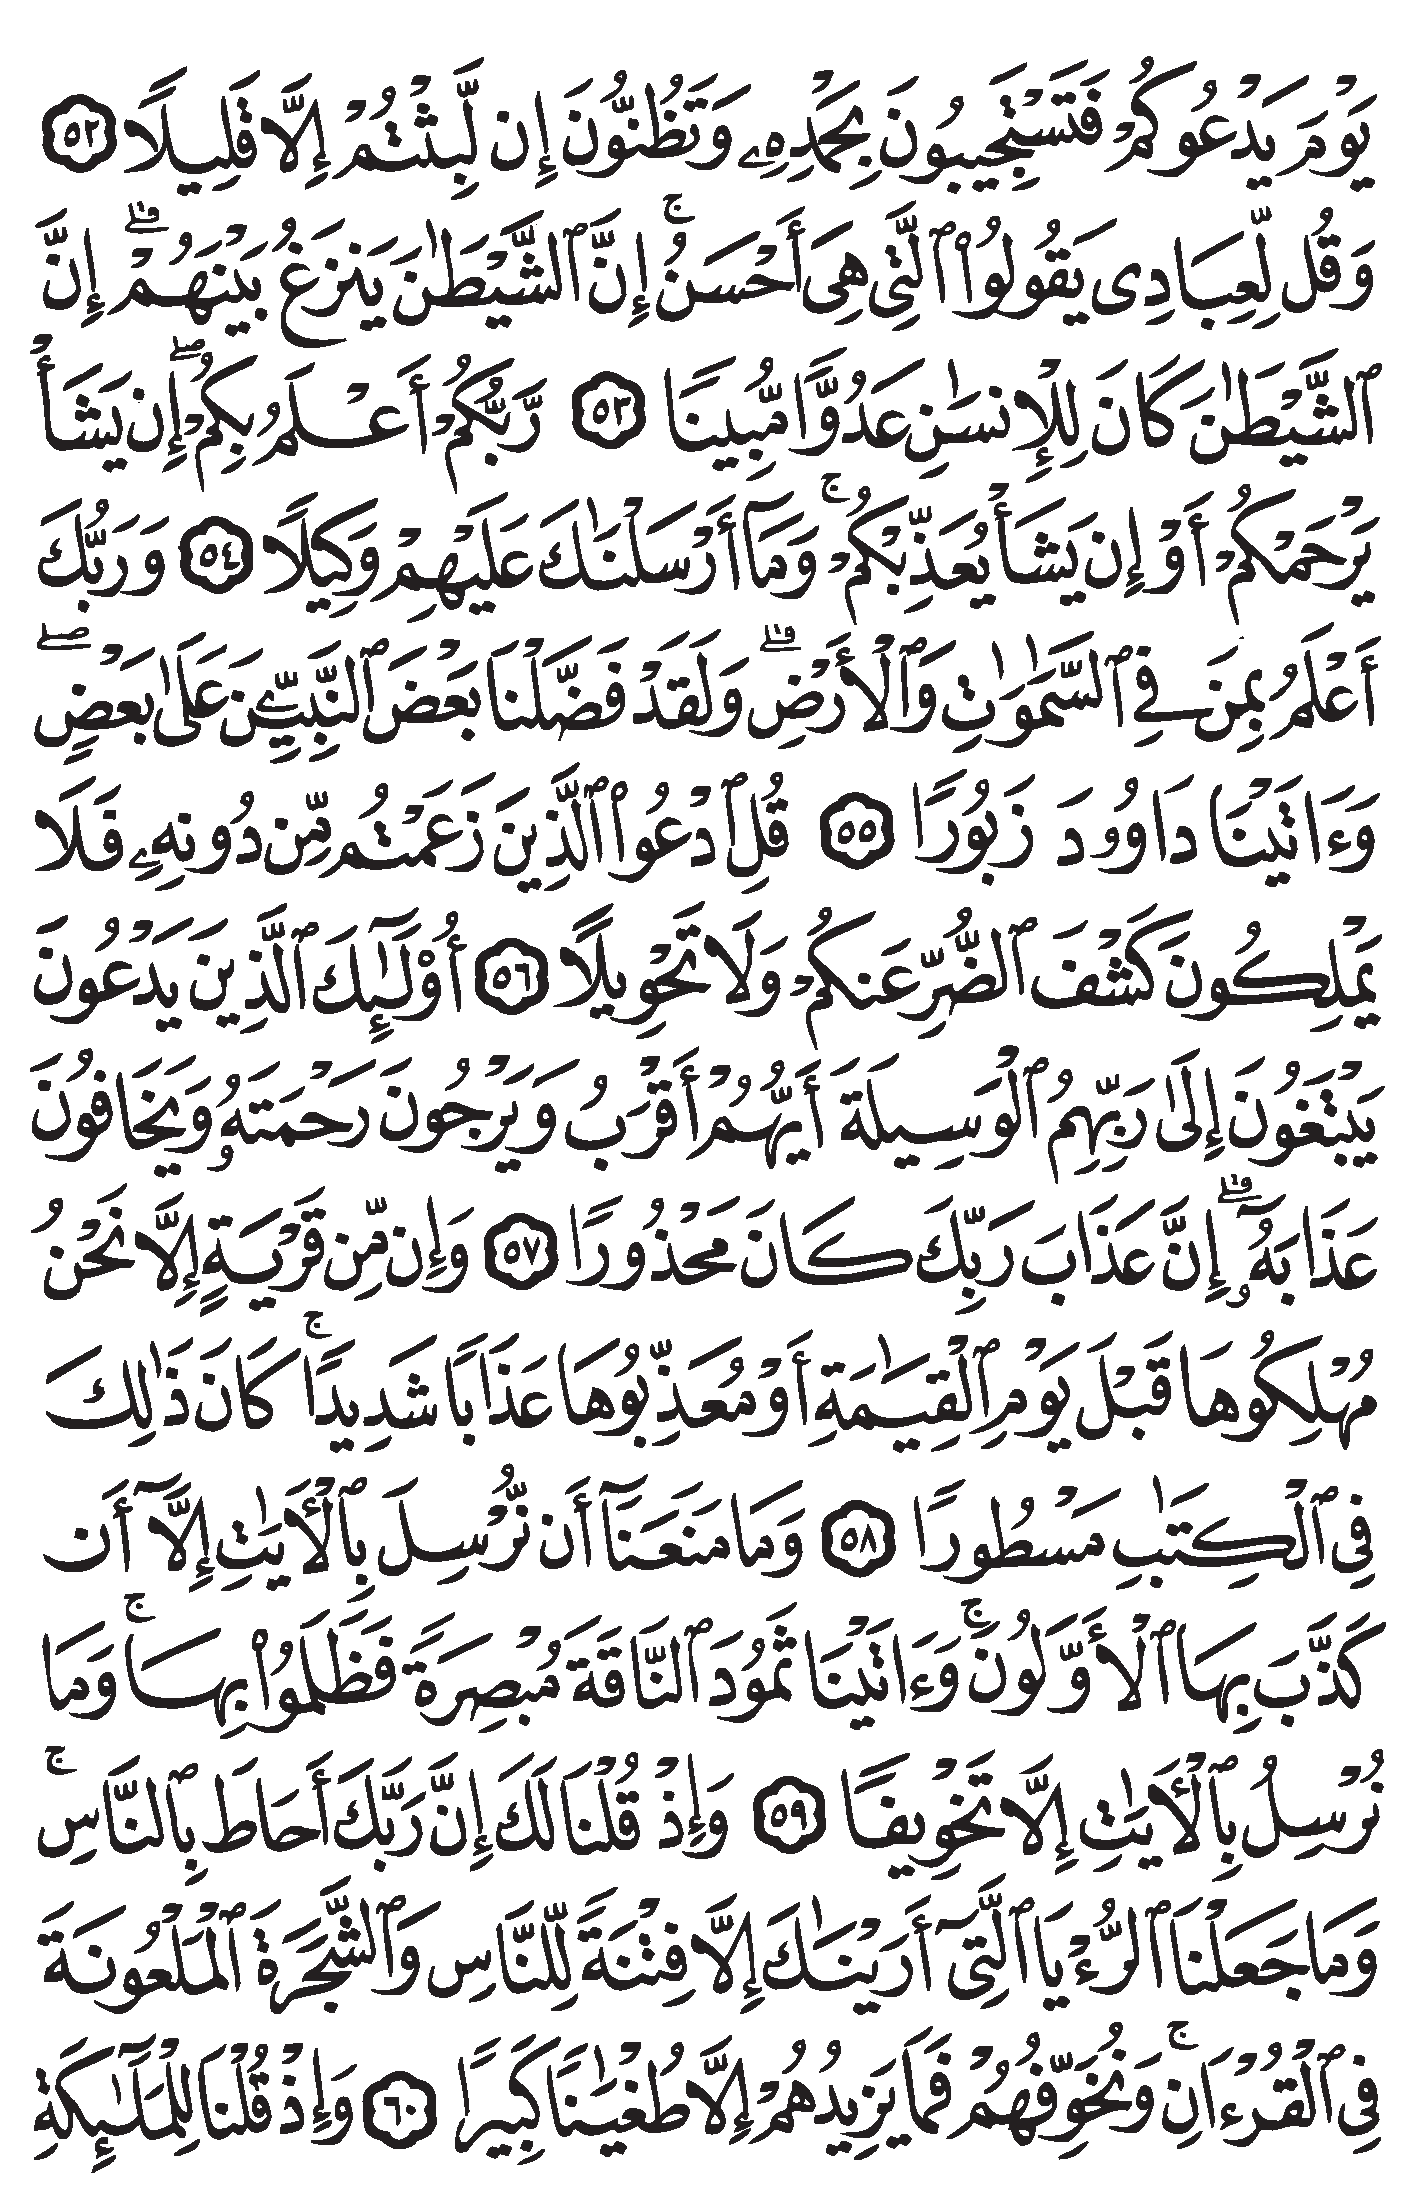 يَوْمَ يَدْعُوكُمْ فَتَسْتَجِيبُونَ بِحَمْدِهِۦ وَتَظُنُّونَ إِن لَّبِثْتُمْ إِلَّا قَلِيلًا ٥٢
وَقُل لِّعِبَادِى يَقُولُوا۟ ٱلَّتِى هِىَ أَحْسَنُ ۚ إِنَّ ٱلشَّيْطَٰنَ يَنزَغُ بَيْنَهُمْ ۗ إِنَّ
ٱلشَّيْطَٰنَ كَانَ لِلْإِنسَٰنِ عَدُوًّا مُّبِينًا ٥٣ رَّبُّكُمْ أَعْلَمُ بِكُمْ ۖ إِن يَشَأْ
يَرْحَمْكُمْ أَوْ إِن يَشَأْ يُعَذِّبْكُمْ ۚ وَمَآ أَرْسَلْنَٰكَ عَلَيْهِمْ وَكِيلًا ٥٤ وَرَبُّكَ
أَعْلَمُ بِمَن فِى ٱلسَّمَٰوَٰتِ وَٱلْأَرْضِ ۗ وَلَقَدْ فَضَّلْنَا بَعْضَ ٱلنَّبِيِّـۧنَ عَلَىٰ بَعْضٍ ۖ
وَءَاتَيْنَا دَاوُۥدَ زَبُورًا ٥٥ قُلِ ٱدْعُوا۟ ٱلَّذِينَ زَعَمْتُم مِّن دُونِهِۦ فَلَا
يَمْلِكُونَ كَشْفَ ٱلضُّرِّ عَنكُمْ وَلَا تَحْوِيلًا ٥٦ أُو۟لَٰٓئِكَ ٱلَّذِينَ يَدْعُونَ
يَبْتَغُونَ إِلَىٰ رَبِّهِمُ ٱلْوَسِيلَةَ أَيُّهُمْ أَقْرَبُ وَيَرْجُونَ رَحْمَتَهُۥ وَيَخَافُونَ
عَذَابَهُۥٓ ۗ إِنَّ عَذَابَ رَبِّكَ كَانَ مَحْذُورًا ٥٧ وَإِن مِّن قَرْيَةٍ إِلَّا نَحْنُ
مُهْلِكُوهَا قَبْلَ يَوْمِ ٱلْقِيَٰمَةِ أَوْ مُعَذِّبُوهَا عَذَابًا شَدِيدًا ۚ كَانَ ذَٰلِكَ
فِى ٱلْكِتَٰبِ مَسْطُورًا ٥٨ وَمَا مَنَعَنَآ أَن نُّرْسِلَ بِٱلْـَٔايَٰتِ إِلَّآ أَن
كَذَّبَ بِهَا ٱلْأَوَّلُونَ ۚ وَءَاتَيْنَا ثَمُودَ ٱلنَّاقَةَ مُبْصِرَةً فَظَلَمُوا۟ بِهَا ۚ وَمَا
نُرْسِلُ بِٱلْـَٔايَٰتِ إِلَّا تَخْوِيفًا ٥٩ وَإِذْ قُلْنَا لَكَ إِنَّ رَبَّكَ أَحَاطَ بِٱلنَّاسِ ۚ
وَمَا جَعَلْنَا ٱلرُّءْيَا ٱلَّتِىٓ أَرَيْنَٰكَ إِلَّا فِتْنَةً لِّلنَّاسِ وَٱلشَّجَرَةَ ٱلْمَلْعُونَةَ
فِى ٱلْقُرْءَانِ ۚ وَنُخَوِّفُهُمْ فَمَا يَزِيدُهُمْ إِلَّا طُغْيَٰنًا كَبِيرًا ٦٠ وَإِذْ قُلْنَا لِلْمَلَٰٓئِكَةِ